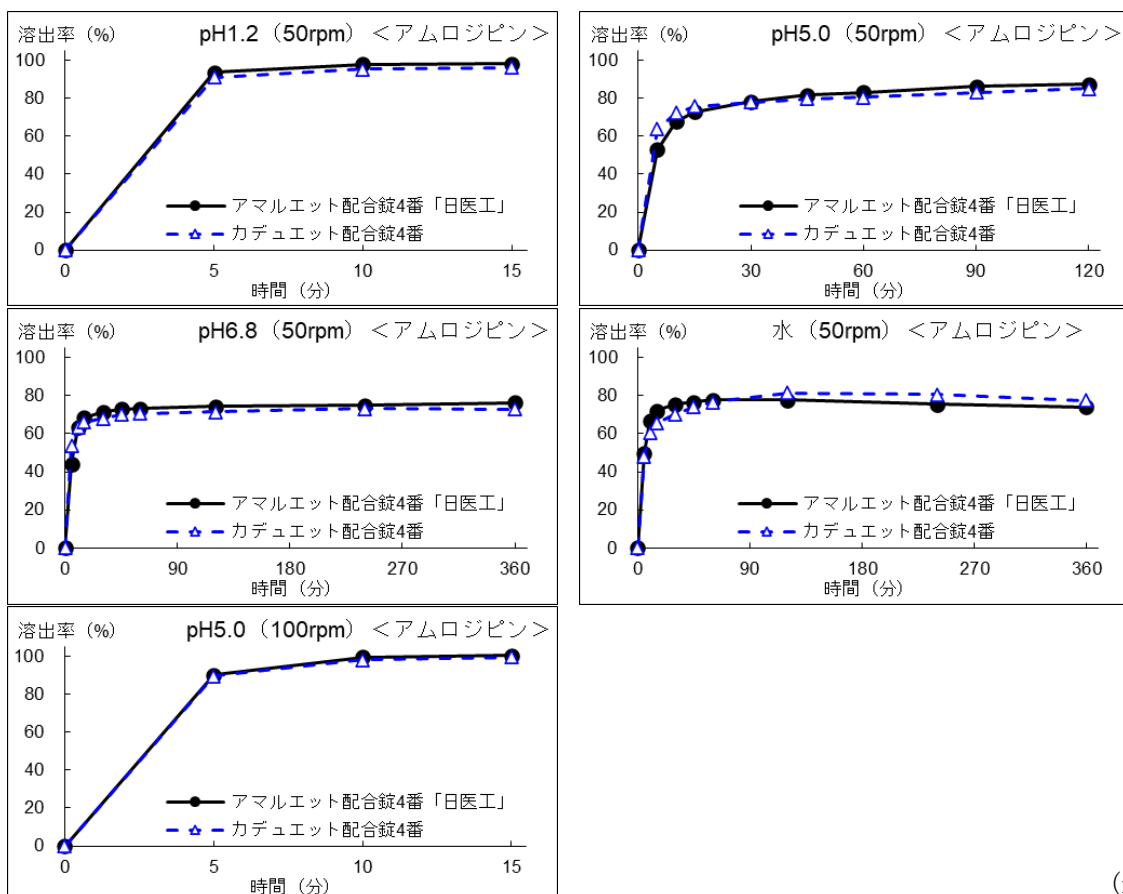 溶出率（%）
pH1.2（50rpm）＜アムロジピン＞
100
80
60
40
20
0
アマルエット配合錠4番「日医工」
カデュエット配合錠4番
0 5 10 15
時間（分）
溶出率（%）
pH5.0（50rpm）＜アムロジピン＞
100
80
60
40
20
0
アマルエット配合錠4番「日医工」
カデュエット配合錠4番
0 30 60 90 120
時間（分）
溶出率（%）
pH6.8（50rpm）＜アムロジピン＞
100
80
60
40
20
0
アマルエット配合錠4番「日医工」
カデュエット配合錠4番
0 90 180 270 360
時間（分）
溶出率（%）
水（50rpm）＜アムロジピン＞
100
80
60
40
20
0
アマルエット配合錠4番「日医工」
カデュエット配合錠4番
0 90 180 270 360
時間（分）
溶出率（%）
pH5.0（100rpm）＜アムロジピン＞
100
80
60
40
20
0
アマルエット配合錠4番「日医工」
カデュエット配合錠4番
0 5 10 15
時間（分）